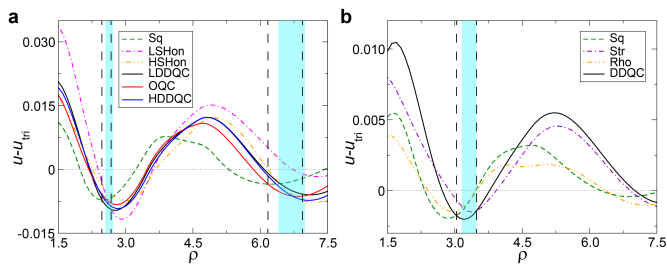 a
u-u_tri
0.030
0.015
0
-0.015
1.5 3.0 4.5 6.0 7.5
ρ
Sq
LSHon
HSHon
LDDQC
OQC
HDDQC
b
u-u_tri
0.010
0.005
0
1.5 3.0 4.5 6.0 7.5
ρ
Sq
Str
Rho
DDQC